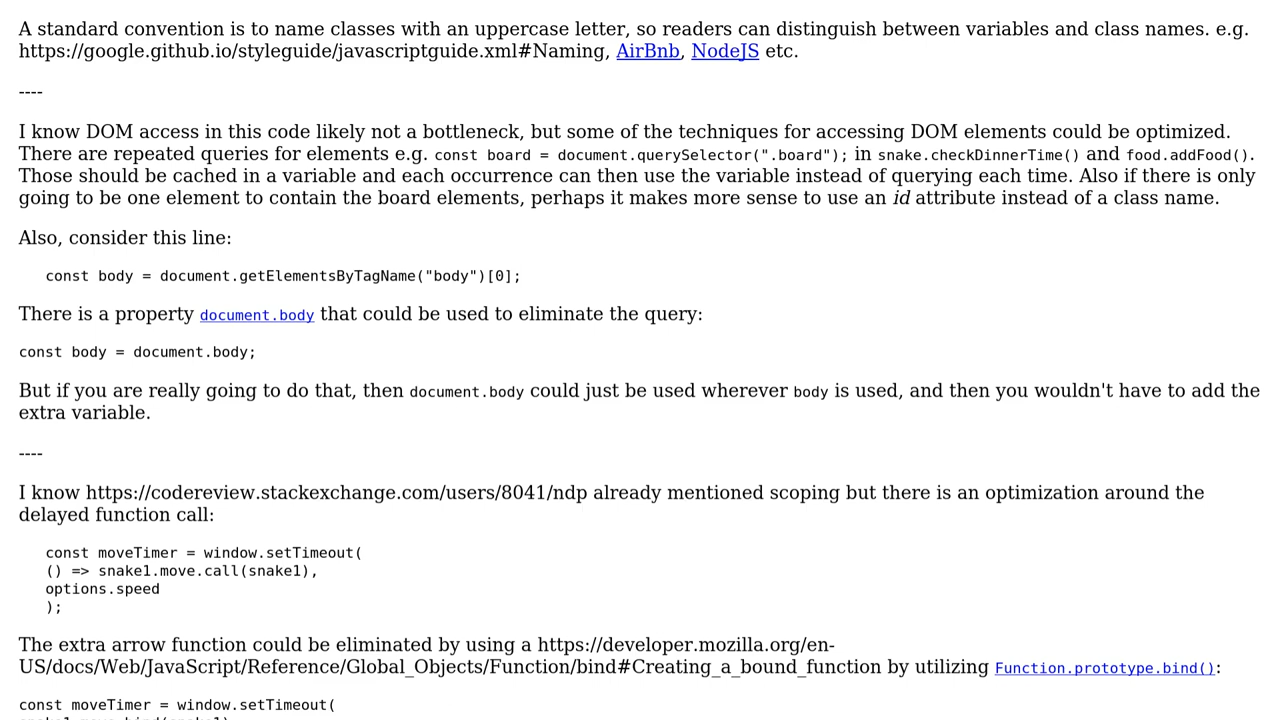 A standard convention is to name classes with an uppercase letter, so readers can distinguish between variables and class names. e.g.
https://google.github.io/styleguide/javascriptguide.xml#Naming, AirBnb, NodeJS etc.
----
I know DOM access in this code likely not a bottleneck, but some of the techniques for accessing DOM elements could be optimized.
There are repeated queries for elements e.g. const board = document.querySelector(".board"); in snake.checkDinnerTime() and food.addFood().
Those should be cached in a variable and each occurrence can then use the variable instead of querying each time. Also if there is only
going to be one element to contain the board elements, perhaps it makes more sense to use an id attribute instead of a class name.
Also, consider this line:
const body = document.getElementsByTagName("body")[0];
There is a property document.body that could be used to eliminate the query:
const body = document.body;
But if you are really going to do that, then document.body could just be used wherever body is used, and then you wouldn't have to add the
extra variable.
----
I know https://codereview.stackexchange.com/users/8041/ndp already mentioned scoping but there is an optimization around the
delayed function call:
const moveTimer = window.setTimeout(
() => snake1.move.call(snake1),
options.speed
);
The extra arrow function could be eliminated by using a https://developer.mozilla.org/en-
US/docs/Web/JavaScript/Reference/Global_Objects/Function/bind#Creating_a_bound_function by utilizing Function.prototype.bind():
const moveTimer = window.setTimeout(